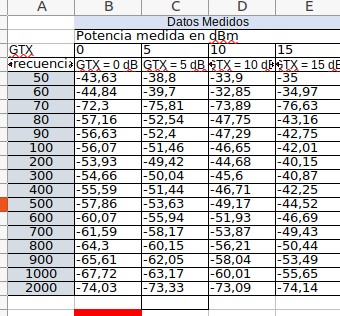 A B C D E
Datos Medidos
Potencia medida en dBm
GTX 0 5 10 15
GTX = 0 dB GTX = 5 dB GTX = 10 dB GTX = 15 dB
50 -43,63 -38,8 -33,9 -35
60 -44,84 -39,7 -32,85 -34,97
70 -72,3 -75,81 -73,89 -76,63
80 -57,16 -52,54 -47,75 -43,16
90 -56,63 -52,4 -47,29 -42,75
100 -56,07 -51,46 -46,65 -42,01
200 -53,93 -49,42 -44,68 -40,15
300 -54,66 -50,04 -45,6 -40,87
400 -55,59 -51,44 -46,71 -42,25
500 -57,86 -53,63 -49,17 -44,52
600 -60,07 -55,94 -51,93 -46,69
700 -61,59 -58,17 -53,87 -49,43
800 -64,3 -60,15 -56,21 -50,44
900 -65,61 -62,05 -58,04 -53,49
1000 -67,72 -63,17 -60,01 -55,65
2000 -74,03 -73,33 -73,09 -74,14